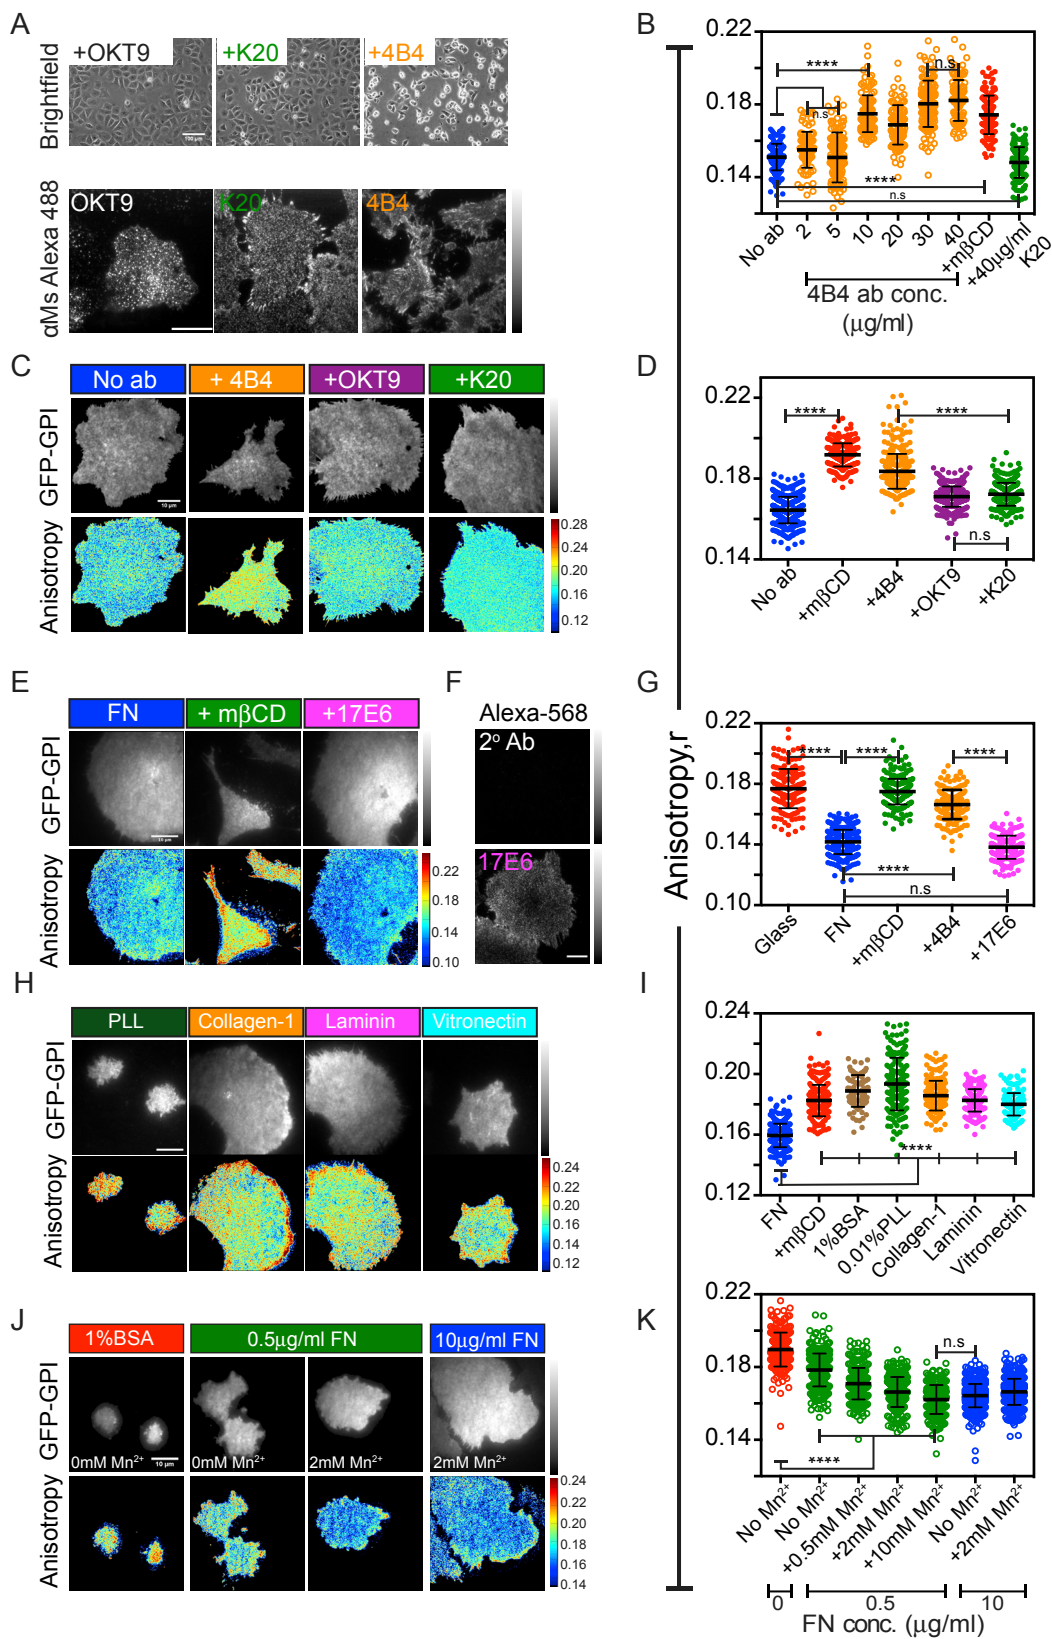 A
+OKT9
+K20
+4B4
Brightfield
100 µm
OKT9
K20
4B4
αMs Alexa 488
B
0.22
0.18
0.14
****
n.s
n.s
****
n.s
No ab
2
5
10
20
30
40
+mβCD
+40µg/ml K20
4B4 ab conc.
(µg/ml)
C
No ab
+ 4B4
+OKT9
+K20
GFP-GPI
10 µm
Anisotropy
0.28
0.24
0.20
0.16
0.12
D
0.22
0.18
0.14
****
****
n.s
No ab
+mβCD
+4B4
+OKT9
+K20
E
FN
+ mβCD
+17E6
GFP-GPI
Anisotropy
0.22
0.18
0.14
0.10
F
Alexa-568
2º Ab
17E6
G
Anisotropy,r
0.22
0.18
0.14
0.10
****
****
****
****
n.s
Glass
FN
+mβCD
+4B4
+17E6
H
PLL
Collagen-1
Laminin
Vitronectin
GFP-GPI
Anisotropy
0.24
0.22
0.20
0.18
0.16
0.14
0.12
I
0.24
0.20
0.16
0.12
****
FN
+mβCD
1%BSA
0.01%PLL
Collagen-1
Laminin
Vitronectin
J
1%BSA
0.5µg/ml FN
10µg/ml FN
GFP-GPI
0mM Mn²⁺
10 µm
0mM Mn²⁺
2mM Mn²⁺
2mM Mn²⁺
Anisotropy
0.24
0.22
0.20
0.18
0.16
0.14
K
0.22
0.18
0.14
n.s
****
No Mn²⁺
No Mn²⁺
+0.5mM Mn²⁺
+2mM Mn²⁺
+10mM Mn²⁺
No Mn²⁺
+2mM Mn²⁺
0
0.5
10
FN conc. (µg/ml)